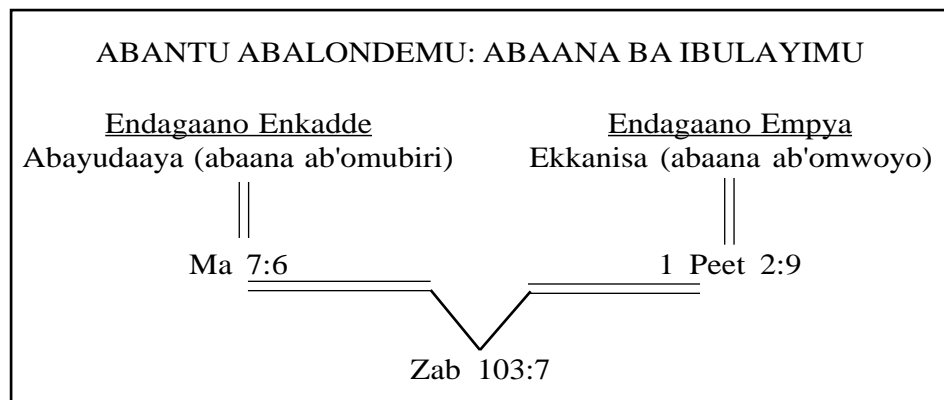 ABANTU ABALONDEMU: ABAANA BA IBULAYIMU
Endagaano Enkadde
Abayudaaya (abaana ab'omubiri)
Endagaano Empya
Ekkanisa (abaana ab'omwoyo)
Ma 7:6
1 Peet 2:9
Zab 103:7